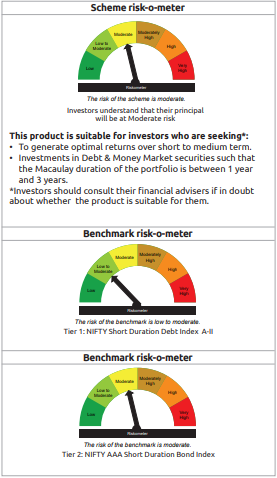 Scheme risk-o-meter
Low
Low to
Moderate
Moderate
Moderately
High
High
Very
High
Riskometer
The risk of the scheme is moderate.
Investors understand that their principal
will be at Moderate risk
This product is suitable for investors who are seeking*:
• To generate optimal returns over short to medium term.
• Investments in Debt & Money Market securities such that
the Macaulay duration of the portfolio is between 1 year
and 3 years.
*Investors should consult their financial advisers if in doubt
about whether the product is suitable for them.
Benchmark risk-o-meter
Low
Low to
Moderate
Moderate
Moderately
High
High
Very
High
Riskometer
The risk of the benchmark is low to moderate.
Tier 1: NIFTY Short Duration Debt Index A-II
Benchmark risk-o-meter
Low
Low to
Moderate
Moderate
Moderately
High
High
Very
High
Riskometer
The risk of the benchmark is moderate.
Tier 2: NIFTY AAA Short Duration Bond Index